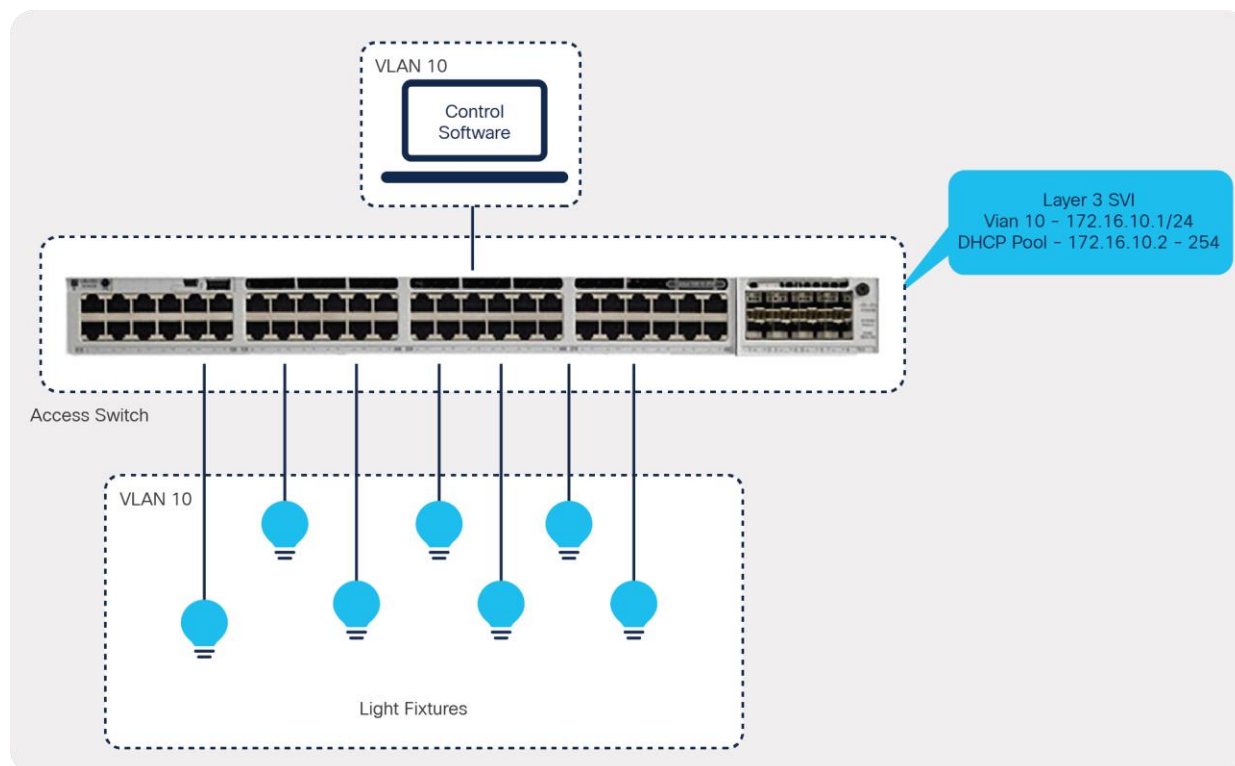 VLAN 10
Control
Software
Layer 3 SVI
Vian 10 - 172.16.10.1/24
DHCP Pool - 172.16.10.2 - 254
Access Switch
VLAN 10
Light Fixtures